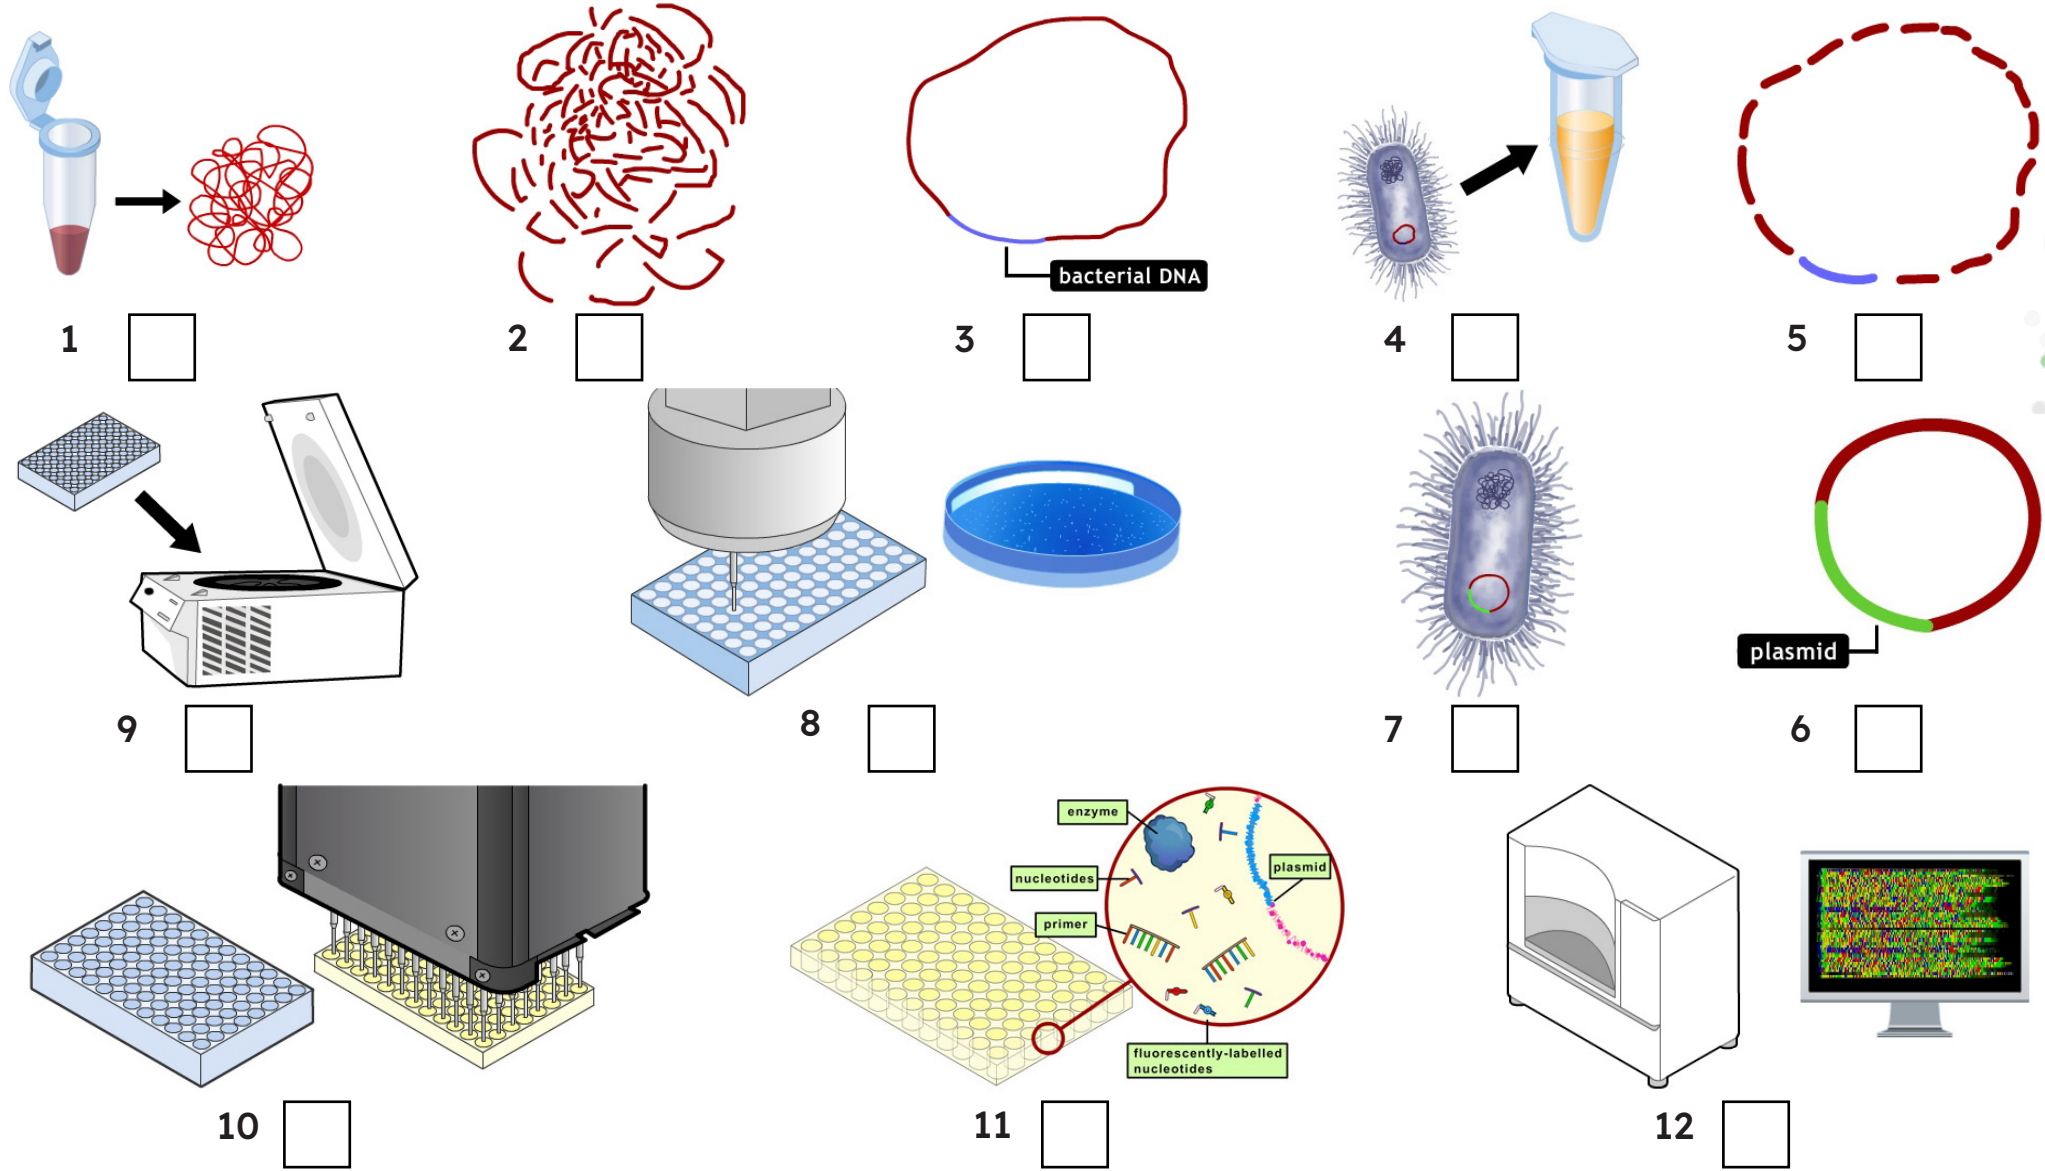 bacterial DNA
1
2
3
4
5
plasmid
9
8
7
6
enzyme
nucleotides
plasmid
primer
fluorescently-labelled
nucleotides
10
11
12